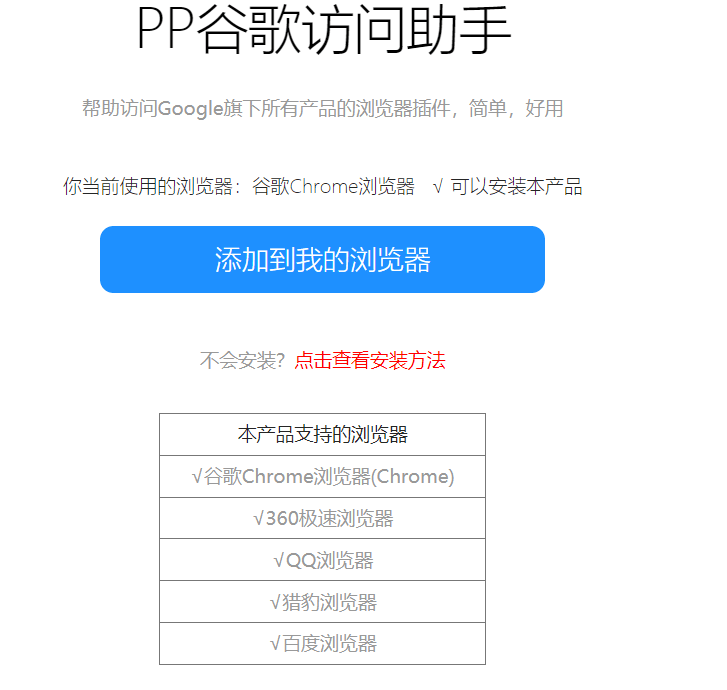 PP谷歌访问助手
帮助访问Google旗下所有产品的浏览器插件，简单，好用
你当前使用的浏览器：谷歌Chrome浏览器 √ 可以安装本产品
添加到我的浏览器
不会安装？点击查看安装方法
本产品支持的浏览器
√谷歌Chrome浏览器(Chrome)
√360极速浏览器
√QQ浏览器
√猎豹浏览器
√百度浏览器